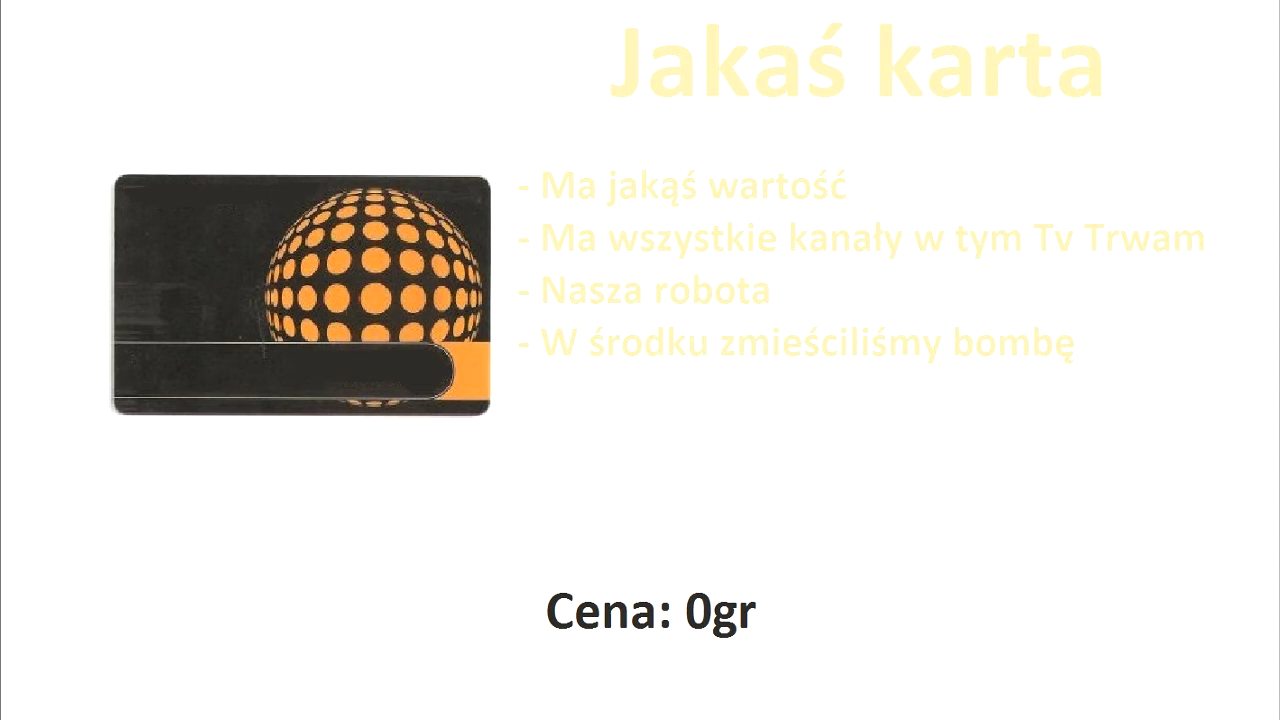 Jakaś karta
- Ma jakąś wartość
- Ma wszystkie kanały w tym Tv Trwam
- Nasza robota
- W środku zmieściliśmy bombę
Cena: 0gr